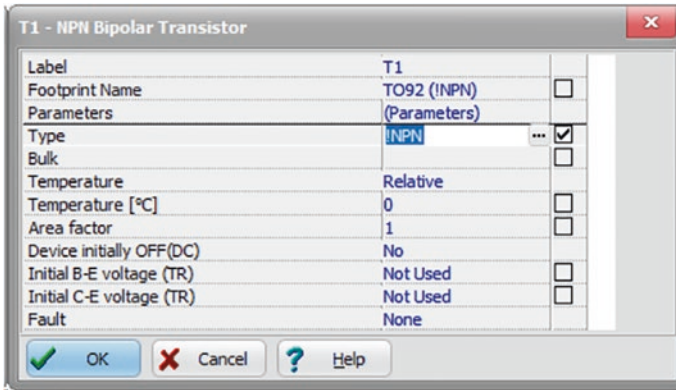 T1 - NPN Bipolar Transistor
Label T1
Footprint Name TO92 (!NPN)
Parameters (Parameters)
Type !NPN ...
Bulk
Temperature Relative
Temperature [°C] 0
Area factor 1
Device initially OFF(DC) No
Initial B-E voltage (TR) Not Used
Initial C-E voltage (TR) Not Used
Fault None
OK Cancel ? Help